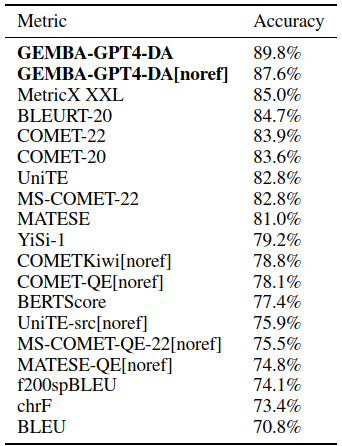 Metric Accuracy
GEMBA-GPT4-DA 89.8%
GEMBA-GPT4-DA[noref] 87.6%
MetricX XXL 85.0%
BLEURT-20 84.7%
COMET-22 83.9%
COMET-20 83.6%
UniTE 82.8%
MS-COMET-22 82.8%
MATESE 81.0%
YiSi-1 79.2%
COMETKiwi[noref] 78.8%
COMET-QE[noref] 78.1%
BERTScore 77.4%
UniTE-src[noref] 75.9%
MS-COMET-QE-22[noref] 75.5%
MATESE-QE[noref] 74.8%
f200spBLEU 74.1%
chrF 73.4%
BLEU 70.8%